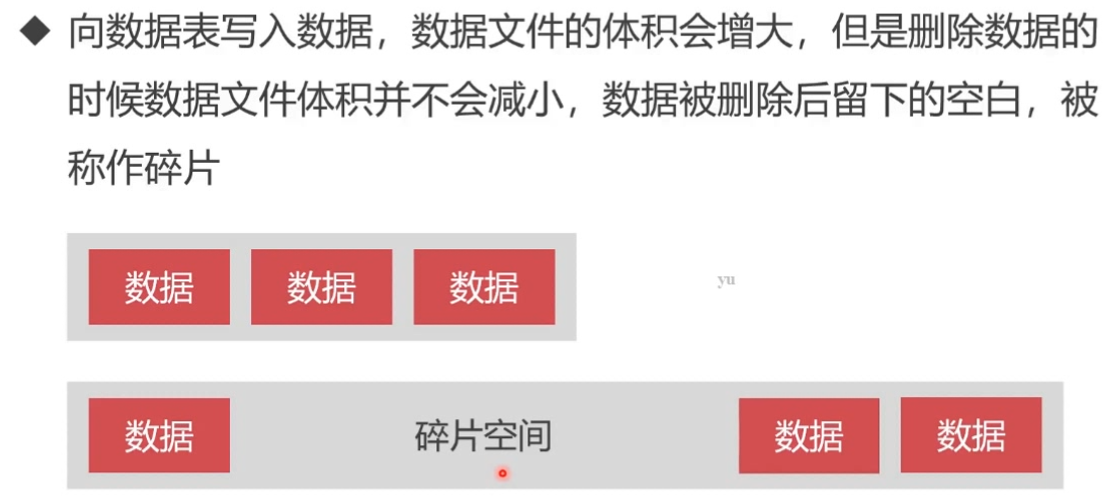 向数据表写入数据，数据文件的体积会增大，但是删除数据的
时候数据文件体积并不会减小，数据被删除后留下的空白，被
称作碎片
数据 数据 数据
yu
数据 碎片空间 数据 数据